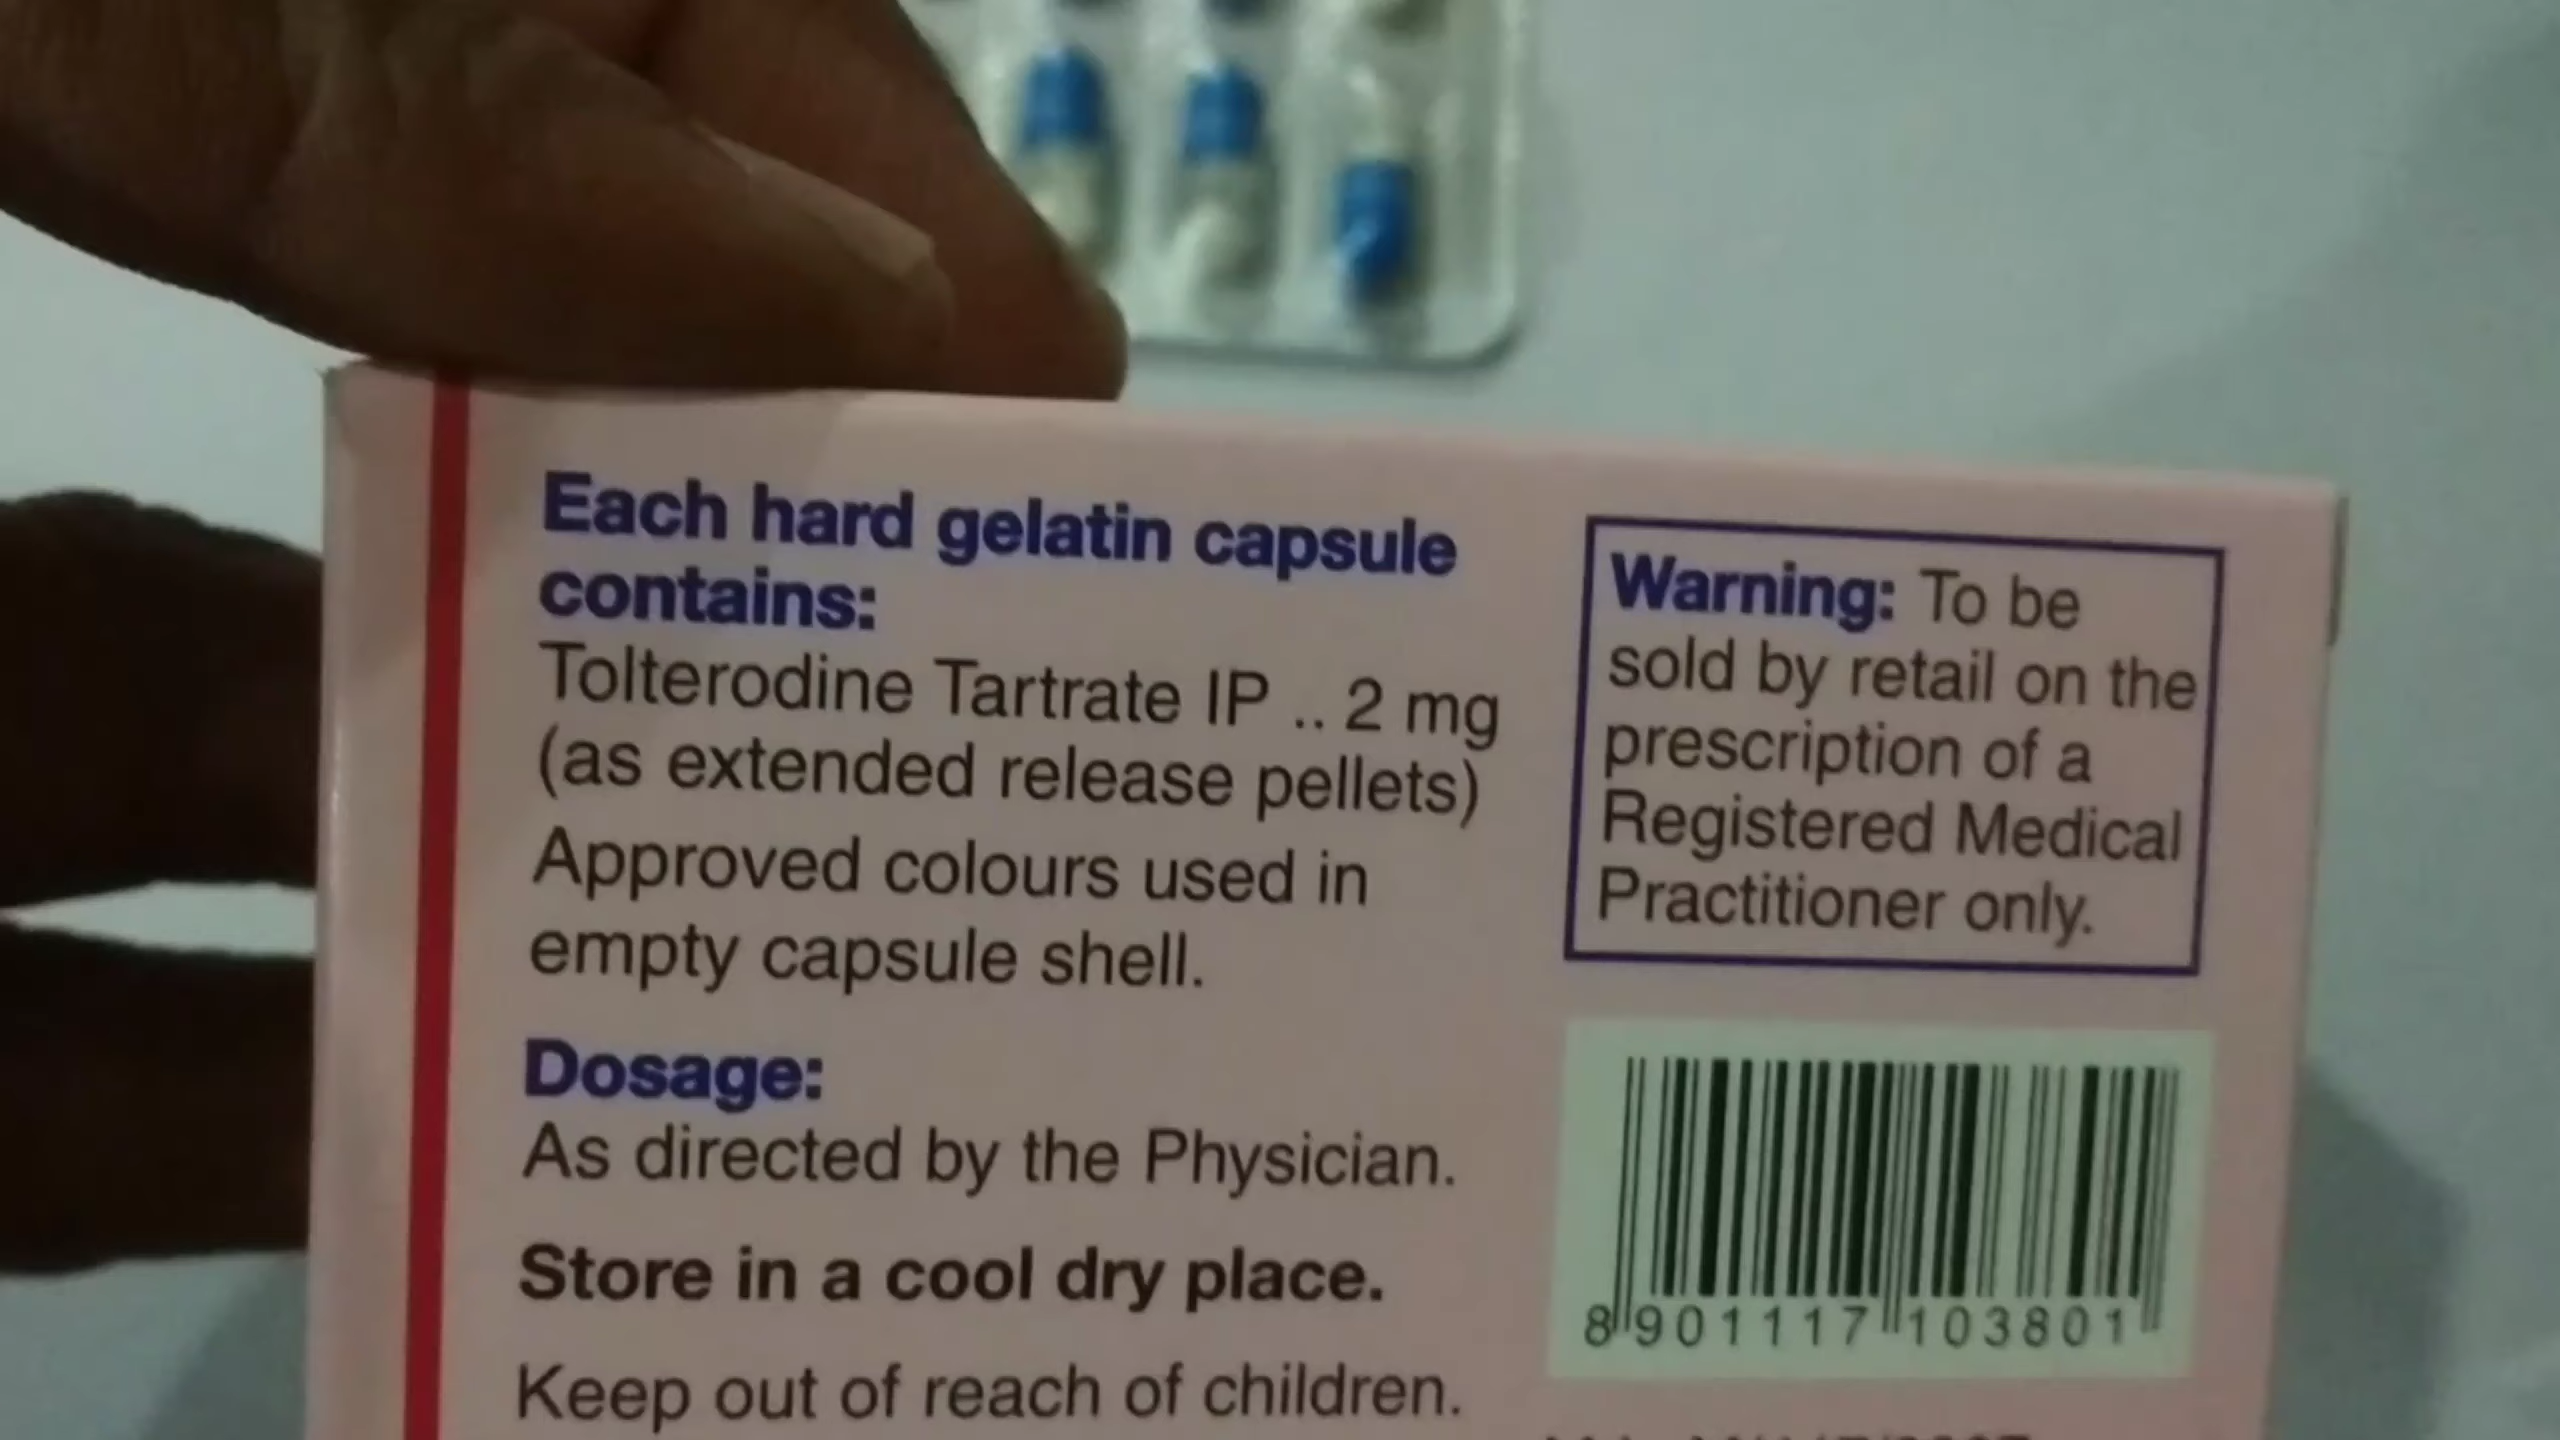 Each hard gelatin capsule
contains:
Tolterodine Tartrate IP .. 2 mg
(as extended release pellets)
Approved colours used in
empty capsule shell.
Dosage:
As directed by the Physician.
Store in a cool dry place.
Keep out of reach of children.
Warning: To be
sold by retail on the
prescription of a
Registered Medical
Practitioner only.
8 901117 103801